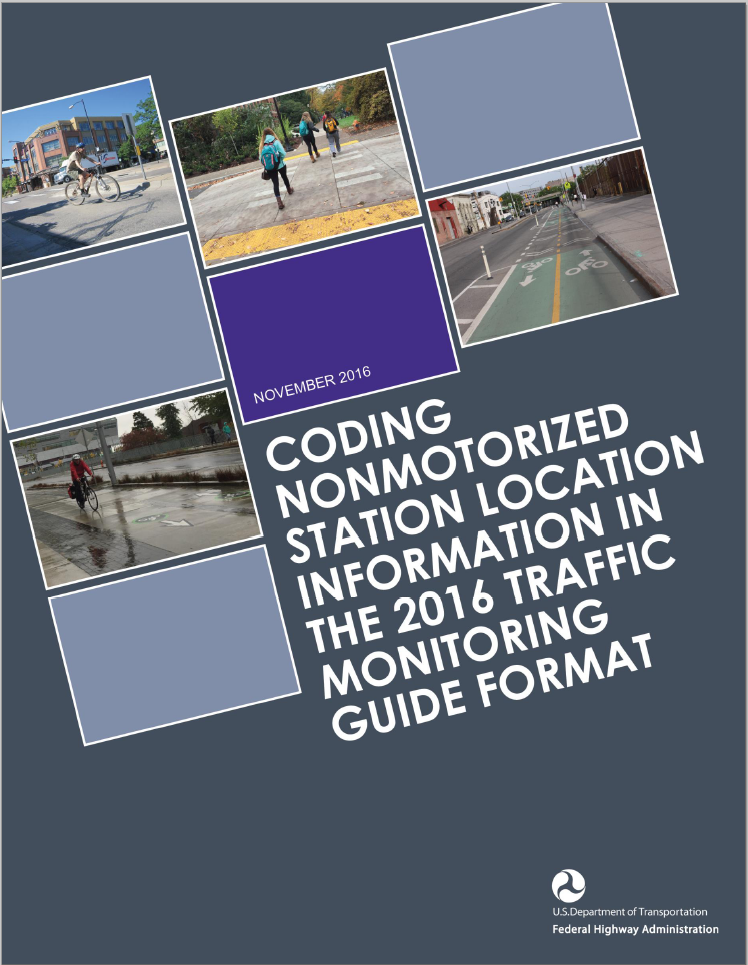 NOVEMBER 2016
CODING
NONMOTORIZED
STATION LOCATION
INFORMATION IN
THE 2016 TRAFFIC
MONITORING
GUIDE FORMAT
U.S.Department of Transportation
Federal Highway Administration